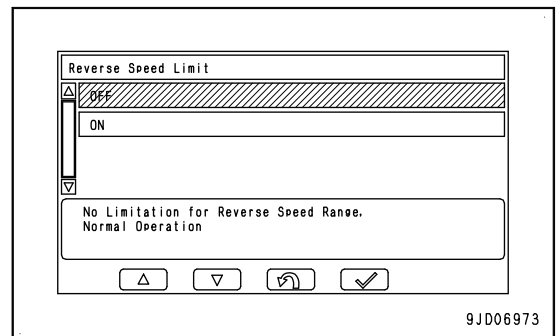 Reverse Speed Limit
OFF
ON
No Limitation for Reverse Speed Range,
Normal Operation
9JD06973